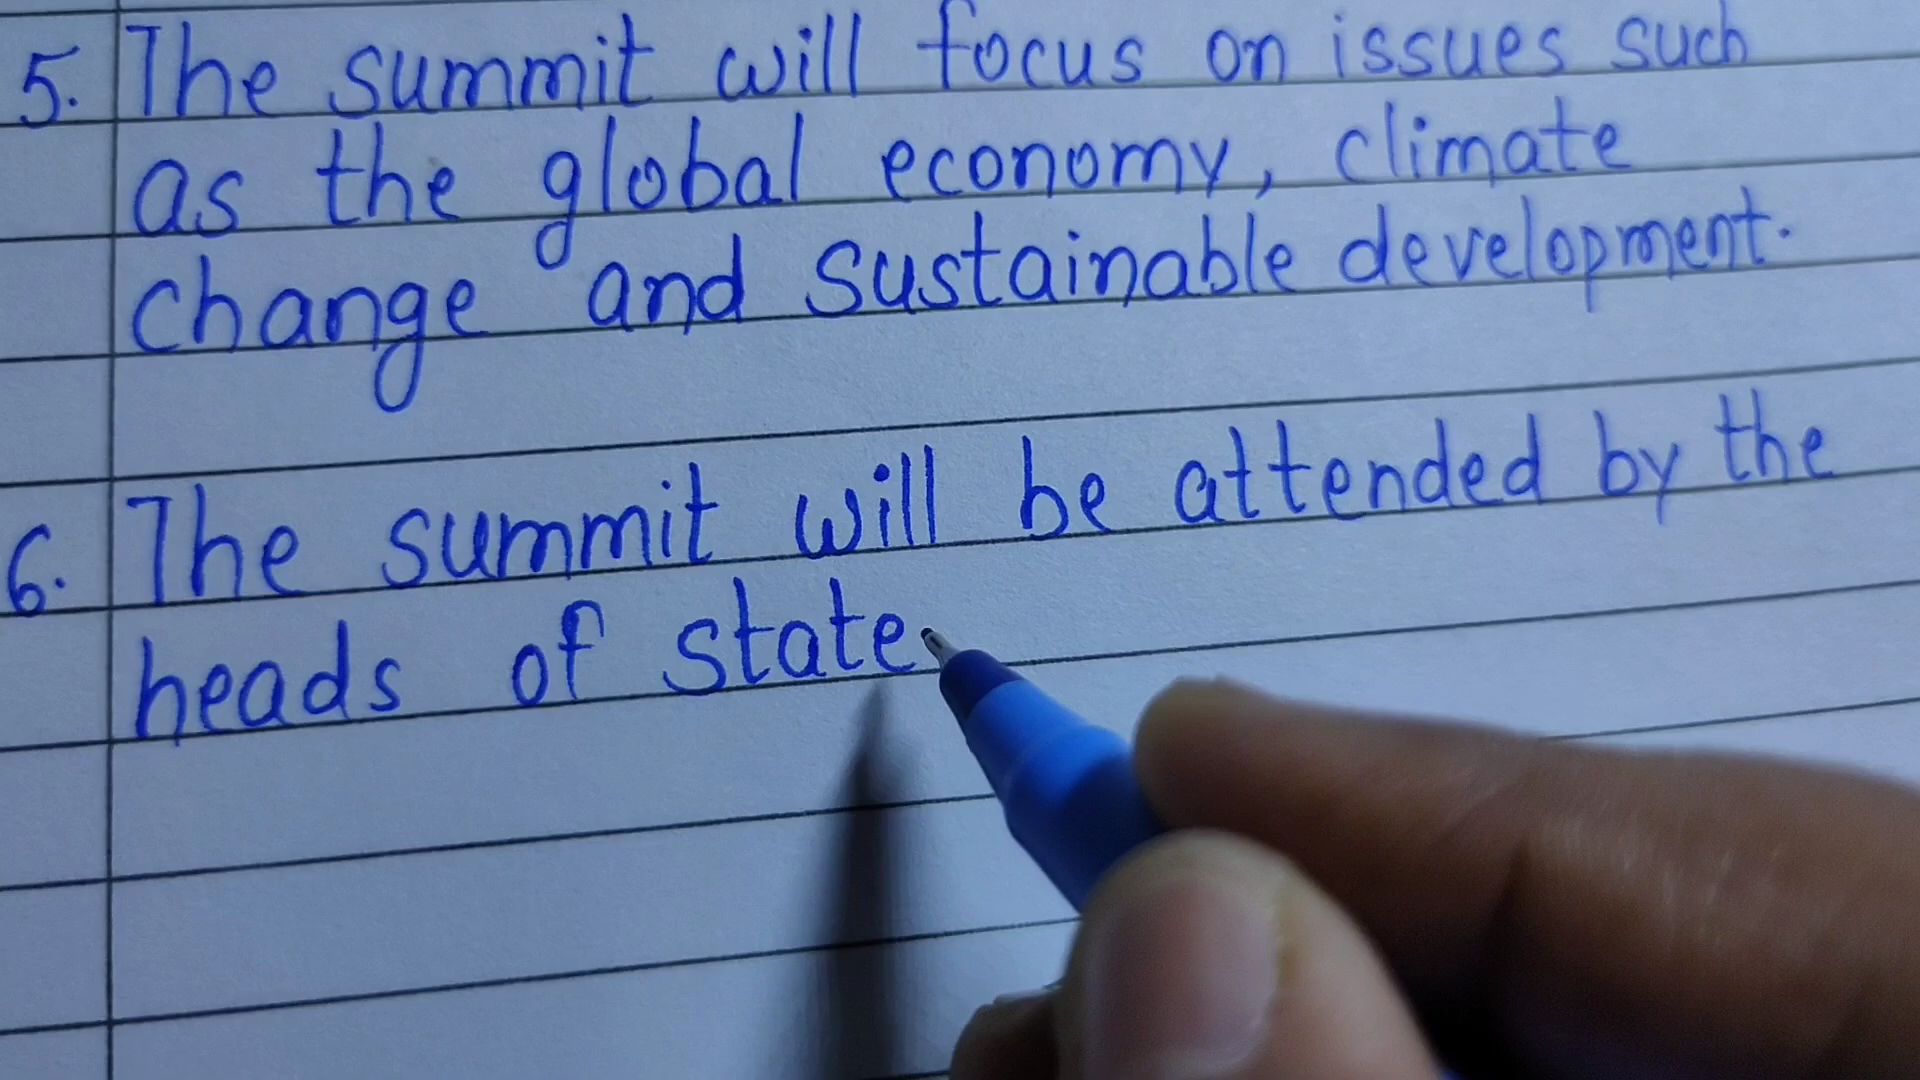 5. The summit will focus on issues such
as the global economy, climate
change and sustainable development.
6. The summit will be attended by the
heads of state